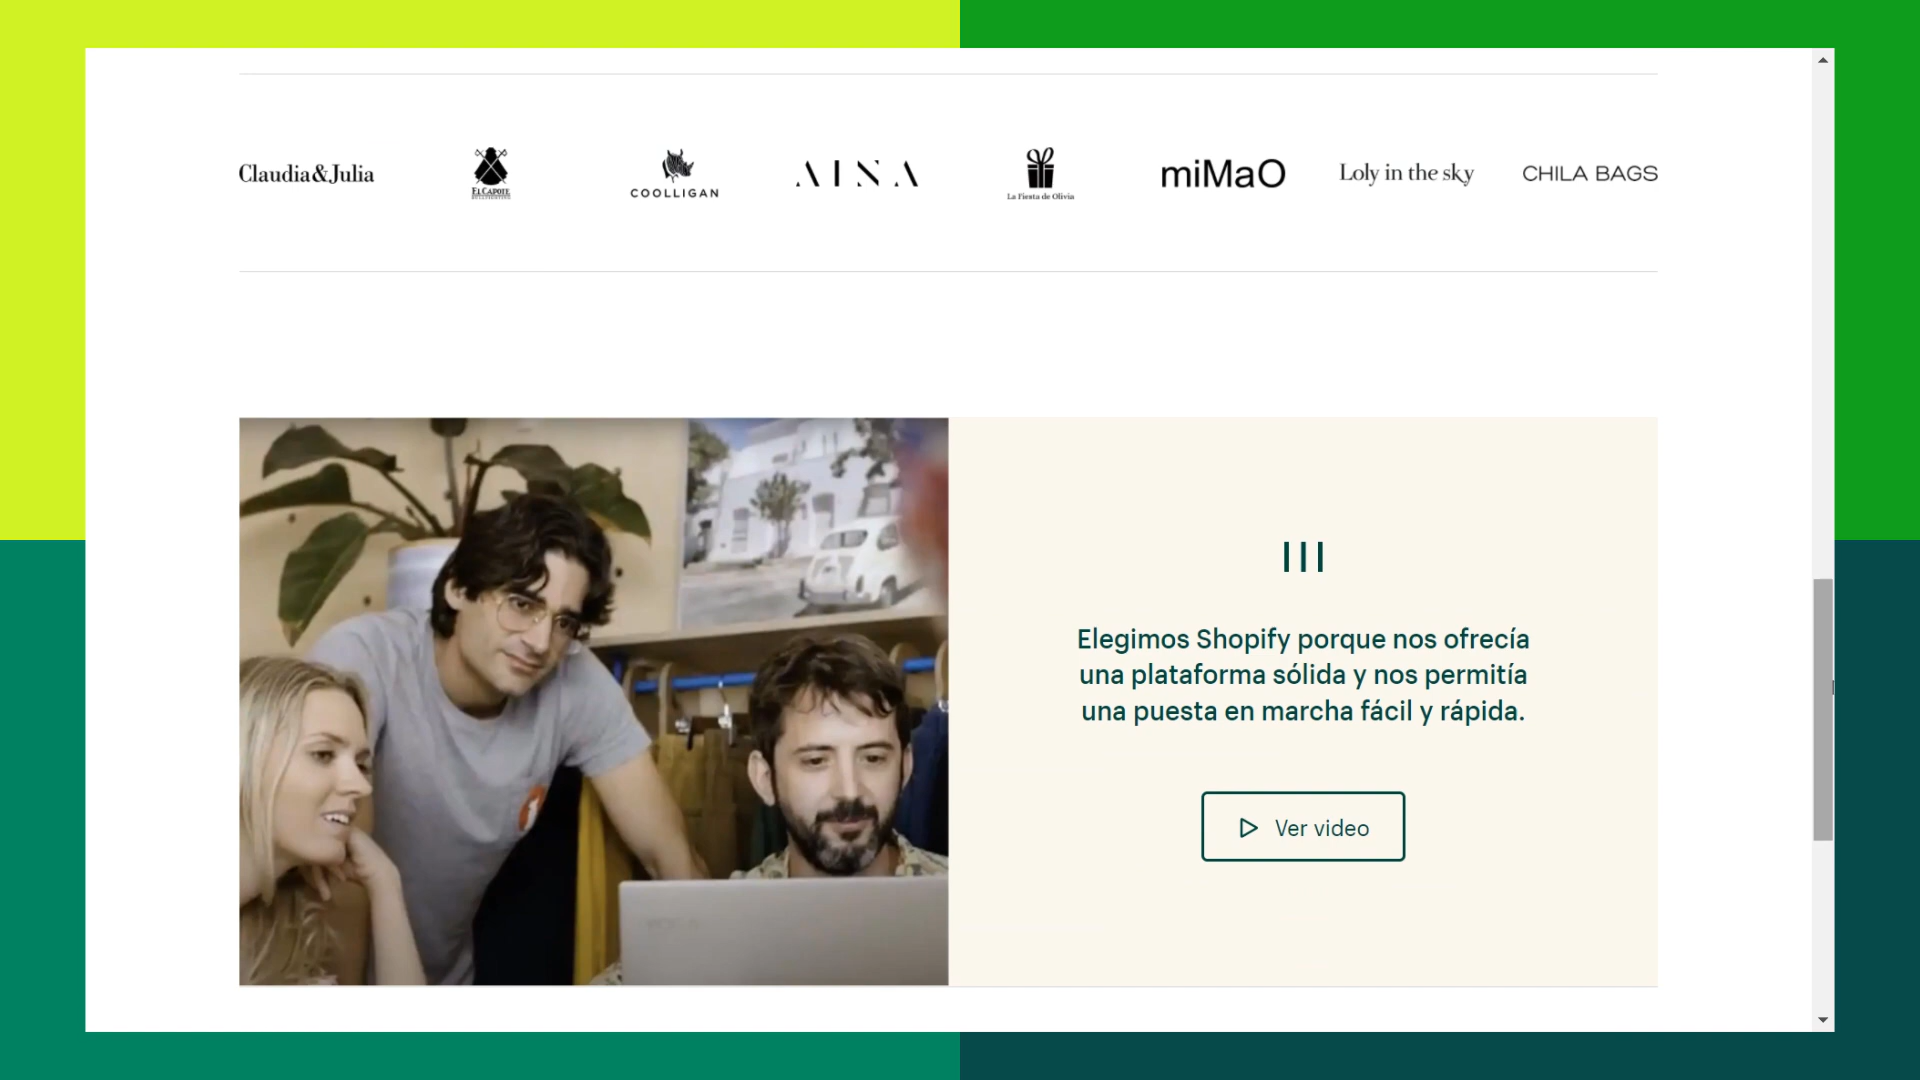 Claudia&Julia
EL CAPOTE
COOLLIGAN
AINA
La Fiesta de Olivia
miMaO
Loly in the sky
CHILA BAGS
Elegimos Shopify porque nos ofrecía
una plataforma sólida y nos permitía
una puesta en marcha fácil y rápida.
Ver video